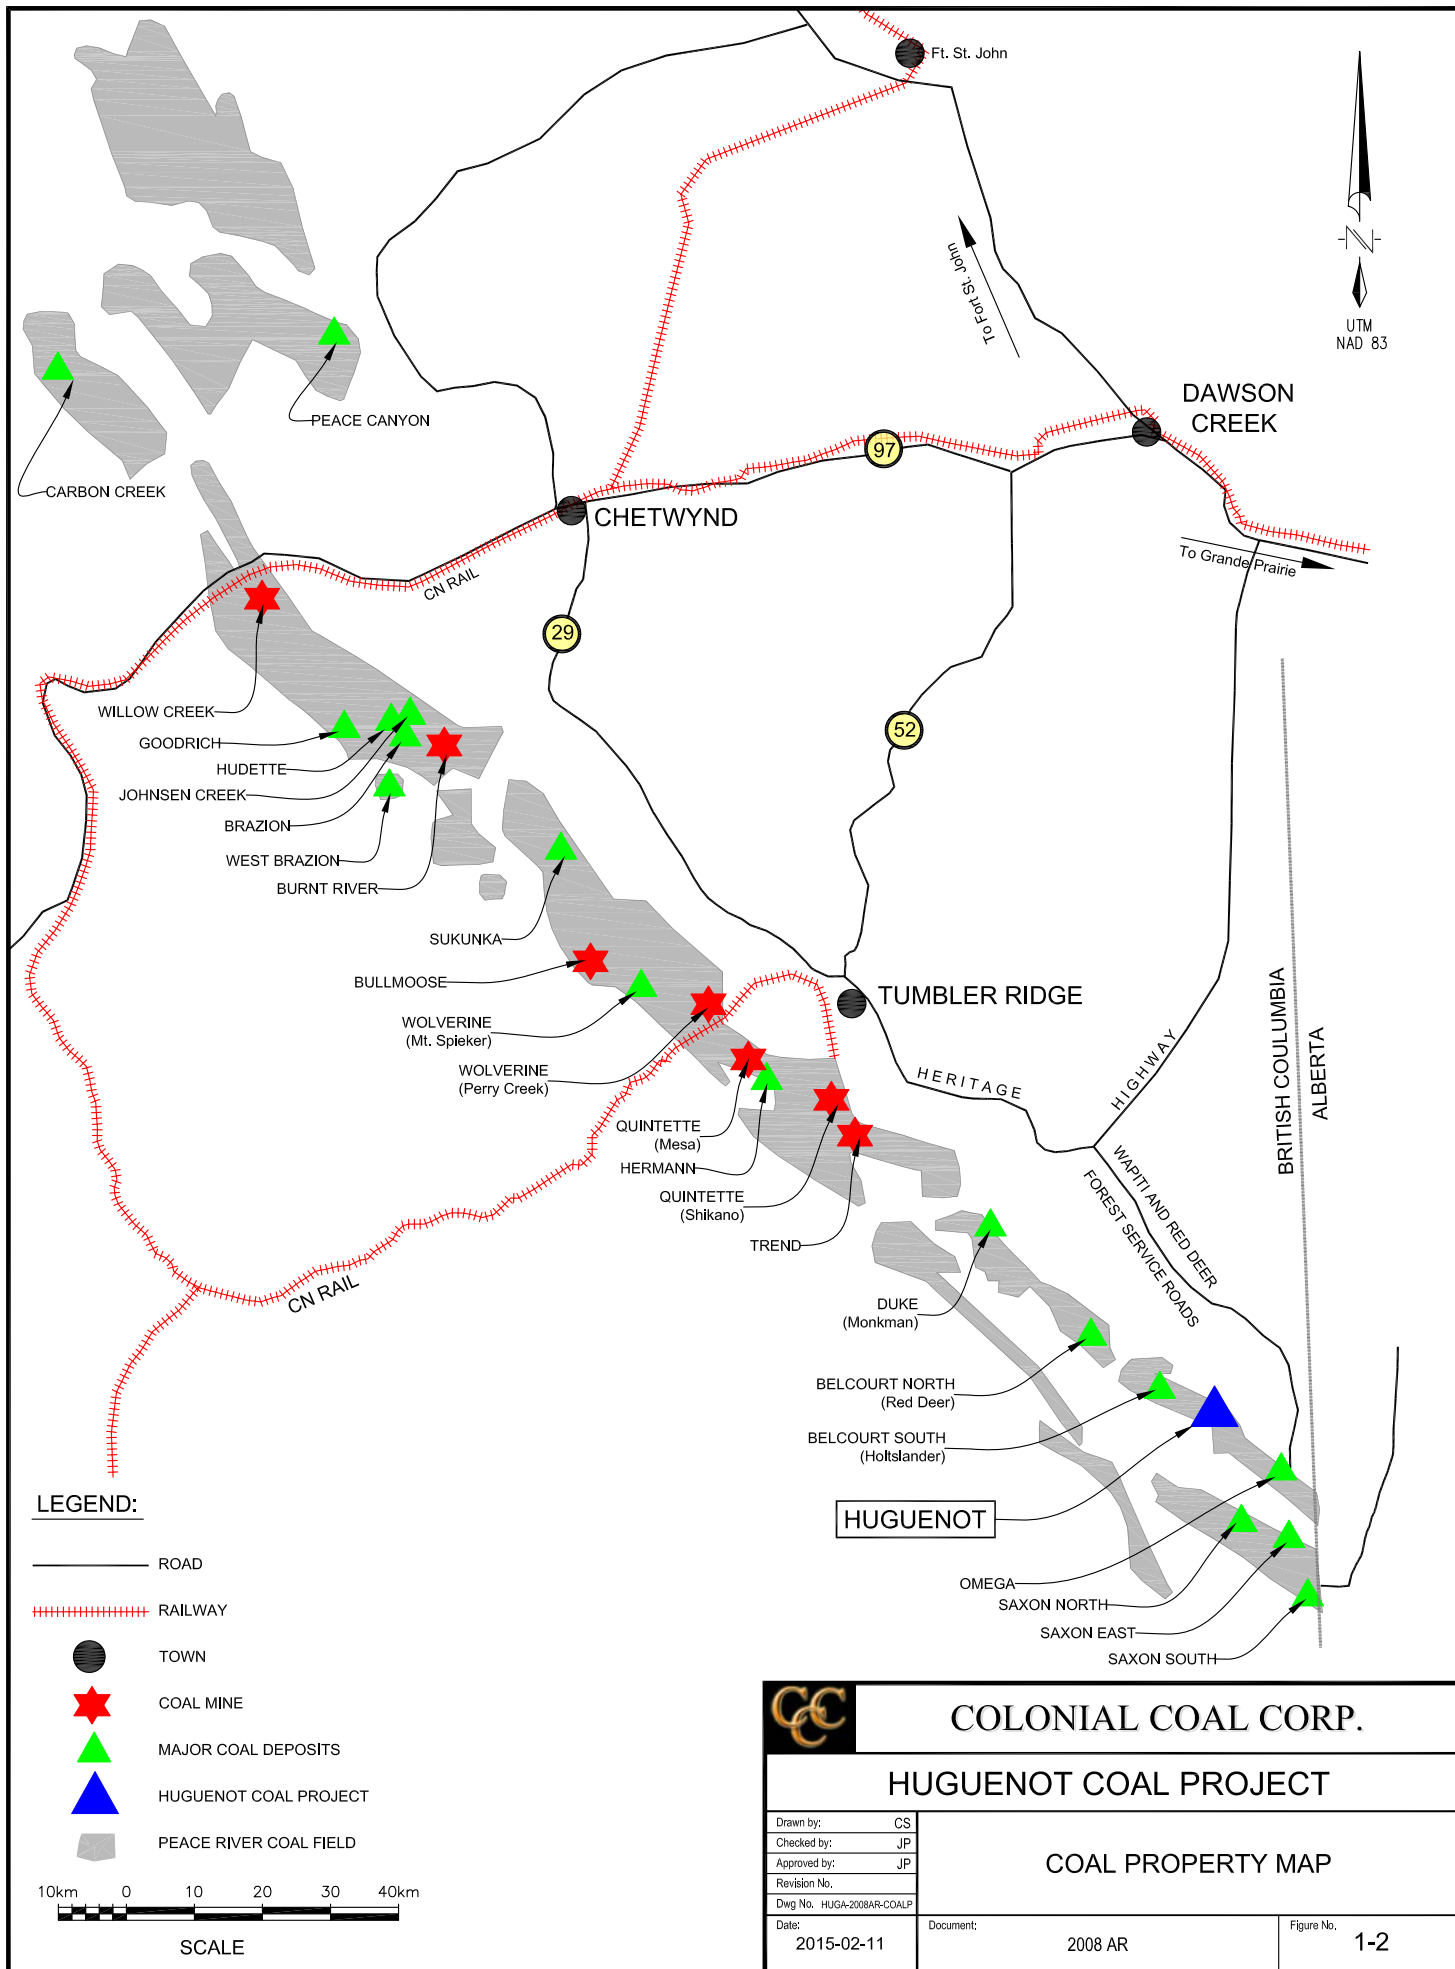 Ft. St. John
To Fort St. John
N
UTM
NAD 83
DAWSON
CREEK
PEACE CANYON
CARBON CREEK
97
CHETWYND
To Grande Prairie
CN RAIL
29
WILLOW CREEK
GOODRICH
HUDETTE
JOHNSEN CREEK
BRAZION
WEST BRAZION
BURNT RIVER
52
SUKUNKA
BULLMOOSE
WOLVERINE
(Mt. Spieker)
WOLVERINE
(Perry Creek)
TUMBLER RIDGE
HERITAGE
HIGHWAY
BRITISH COULUMBIA
ALBERTA
QUINTETTE
(Mesa)
HERMANN
QUINTETTE
(Shikano)
TREND
WAPITI AND RED DEER
FOREST SERVICE ROADS
CN RAIL
DUKE
(Monkman)
BELCOURT NORTH
(Red Deer)
BELCOURT SOUTH
(Holtslander)
HUGUENOT
OMEGA
SAXON NORTH
SAXON EAST
SAXON SOUTH
LEGEND:
ROAD
RAILWAY
TOWN
COAL MINE
MAJOR COAL DEPOSITS
HUGUENOT COAL PROJECT
PEACE RIVER COAL FIELD
10km 0 10 20 30 40km
SCALE
CCC
COLONIAL COAL CORP.
HUGUENOT COAL PROJECT
Drawn by: CS
Checked by: JP
Approved by: JP
Revision No.
Dwg No. HUGA-2008AR-COALP
COAL PROPERTY MAP
Date:
2015-02-11
Document:
2008 AR
Figure No.
1-2